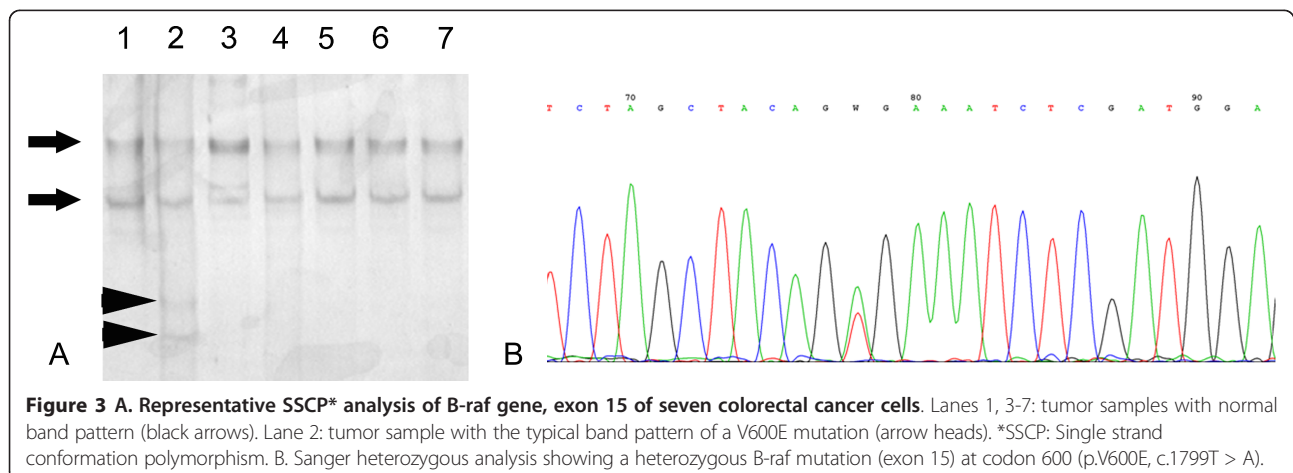 1 2 3 4 5 6 7
A
70 80 90
T C T A G C T A C A G W G A A A T C T C G A T G G A
B
Figure 3 A. Representative SSCP* analysis of B-raf gene, exon 15 of seven colorectal cancer cells. Lanes 1, 3-7: tumor samples with normal
band pattern (black arrows). Lane 2: tumor sample with the typical band pattern of a V600E mutation (arrow heads). *SSCP: Single strand
conformation polymorphism. B. Sanger heterozygous analysis showing a heterozygous B-raf mutation (exon 15) at codon 600 (p.V600E, c.1799T > A).